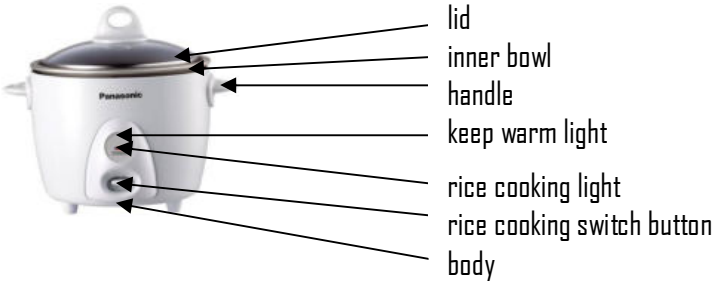 lid
inner bowl
handle
Panasonic
keep warm light
rice cooking light
rice cooking switch button
body